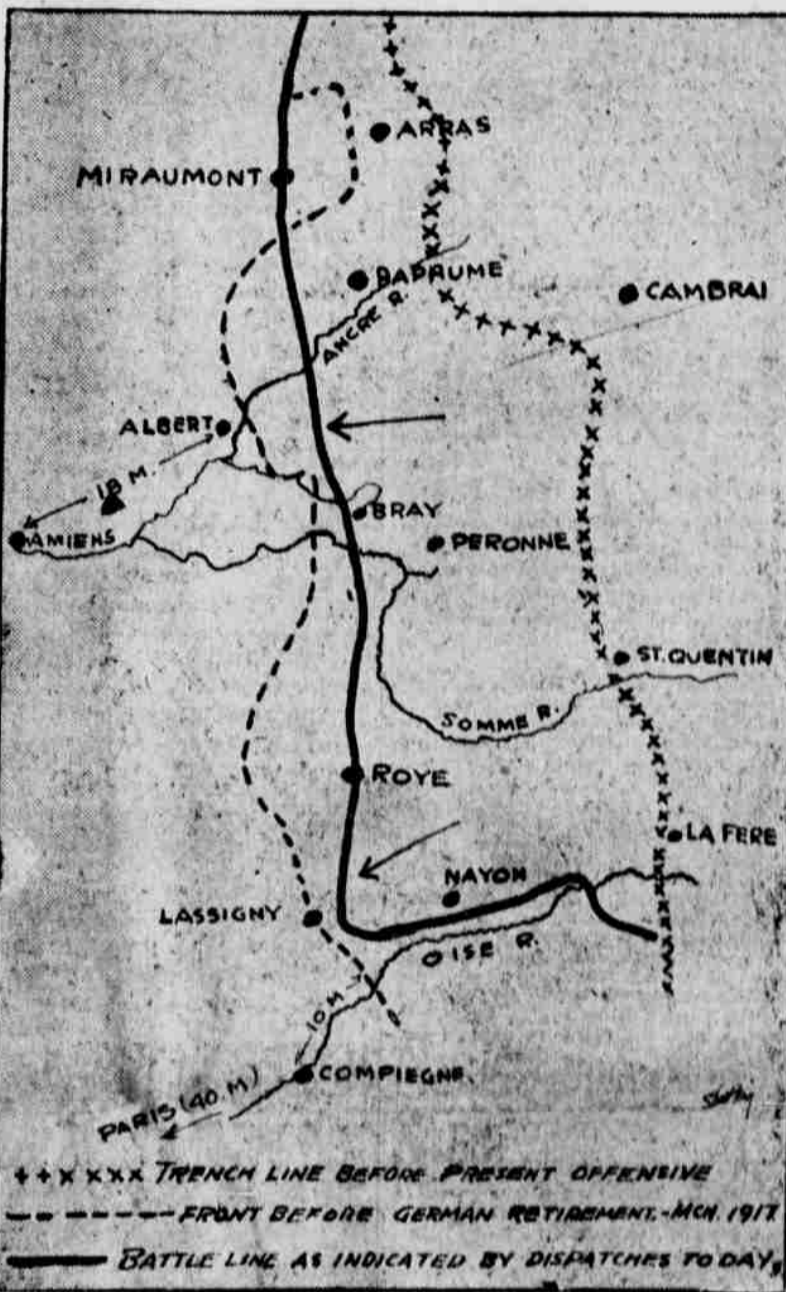 ARRAS
MIRAUMONT
BAPAUME
CAMBRAI
ANCRE R.
ALBERT
18 M.
BRAY
AMIENS
PERONNE
ST. QUENTIN
SOMME R.
ROYE
LA FERE
NAYON
LASSIGNY
OISE R.
10 M.
COMPIEGNE.
PARIS (40 M.)
++xxxxx TRENCH LINE BEFORE PRESENT OFFENSIVE
FRONT BEFORE GERMAN RETIREMENT.-MCH. 1917
BATTLE LINE AS INDICATED BY DISPATCHES TODAY,